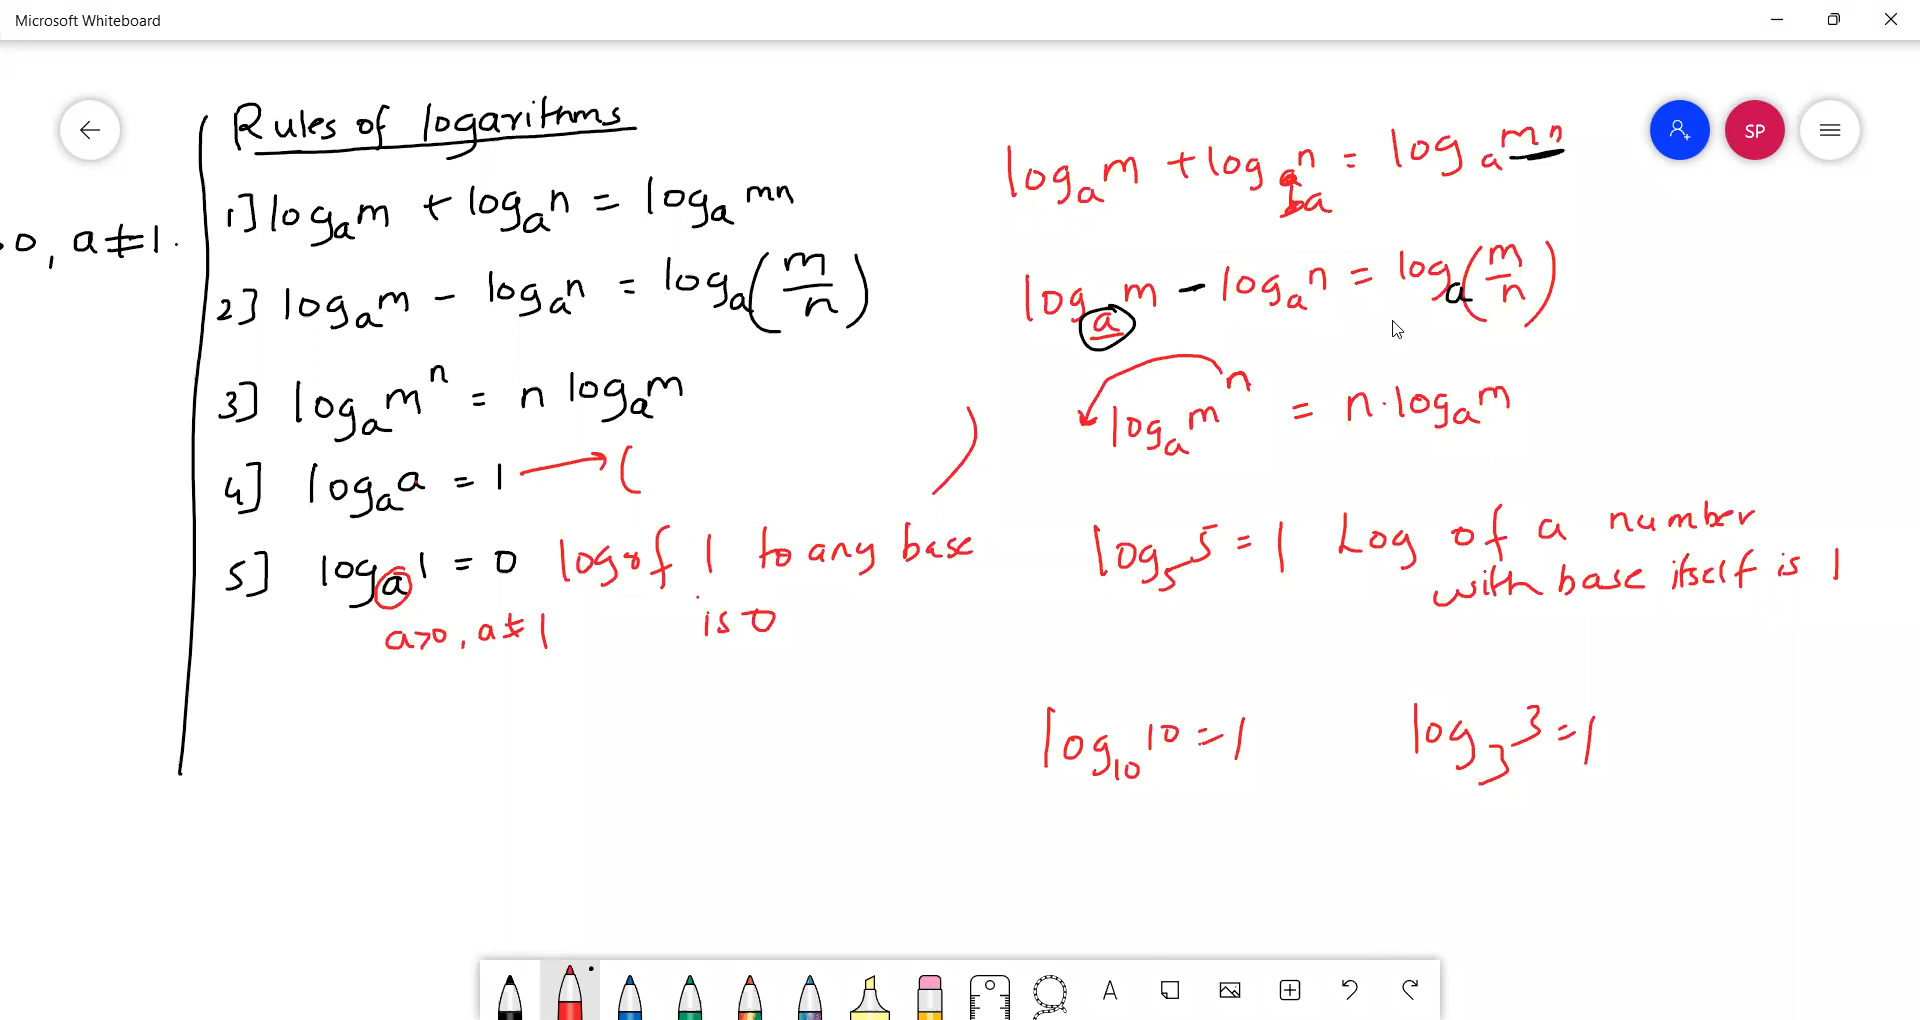 Microsoft Whiteboard
Rules of logarithms
1] logₐm + logₐn = logₐ mn
0, a ≠ 1.
2] logₐm - logₐn = logₐ(m/n)
3] logₐmⁿ = n logₐm
4] logₐa = 1 → ( )
5] logₐ1 = 0 log of 1 to any base
is 0
a>0, a≠1
logₐm + logₐn = logₐmn
logₐm - logₐn = logₐ(m/n)
logₐmⁿ = n·logₐm
log₅5 = 1 Log of a number
with base itself is 1
log₁₀10 = 1 log₃3 = 1
SP
A